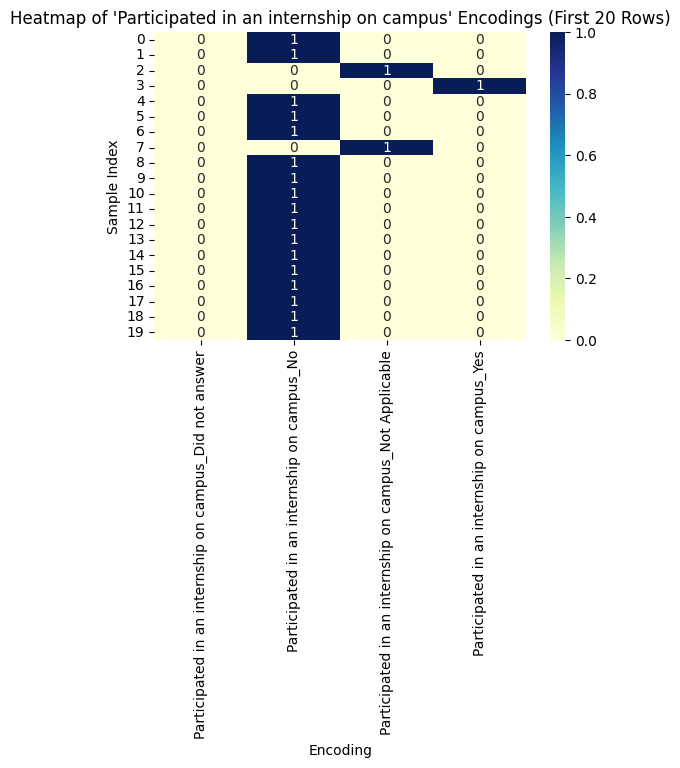 Heatmap of 'Participated in an internship on campus' Encodings (First 20 Rows)
Sample Index
0 0 1 0 0
1 0 1 0 0
2 0 0 1 0
3 0 0 0 1
4 0 1 0 0
5 0 1 0 0
6 0 1 0 0
7 0 0 1 0
8 0 1 0 0
9 0 1 0 0
10 0 1 0 0
11 0 1 0 0
12 0 1 0 0
13 0 1 0 0
14 0 1 0 0
15 0 1 0 0
16 0 1 0 0
17 0 1 0 0
18 0 1 0 0
19 0 1 0 0
1.0
0.8
0.6
0.4
0.2
0.0
Participated in an internship on campus_Did not answer
Participated in an internship on campus_No
Participated in an internship on campus_Not Applicable
Participated in an internship on campus_Yes
Encoding